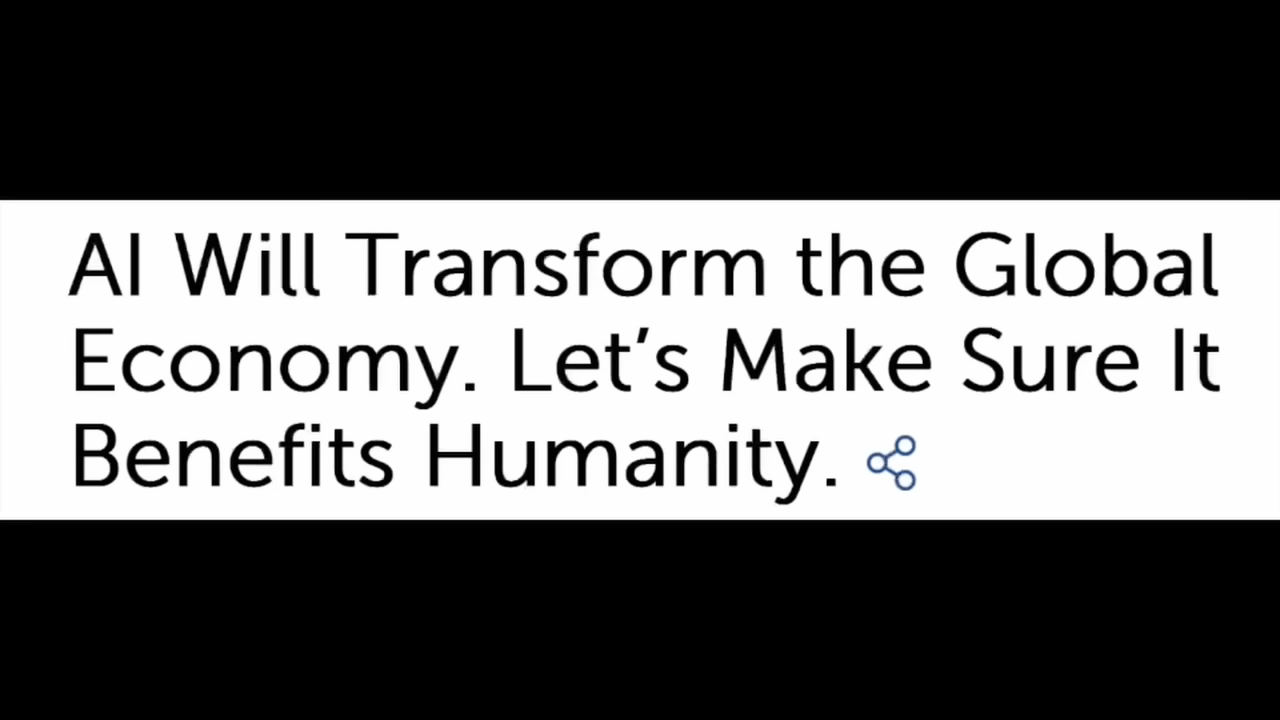 AI Will Transform the Global
Economy. Let’s Make Sure It
Benefits Humanity.